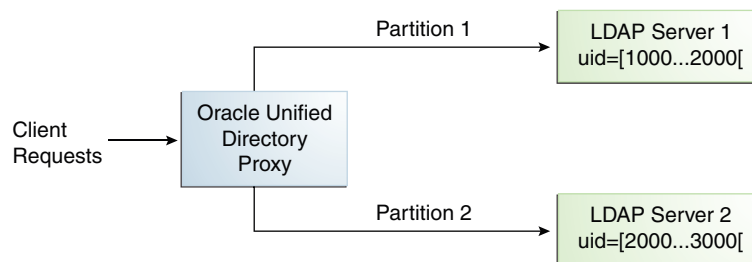 Client
Requests
Oracle Unified
Directory
Proxy
Partition 1
LDAP Server 1
uid=[1000...2000[
Partition 2
LDAP Server 2
uid=[2000...3000[